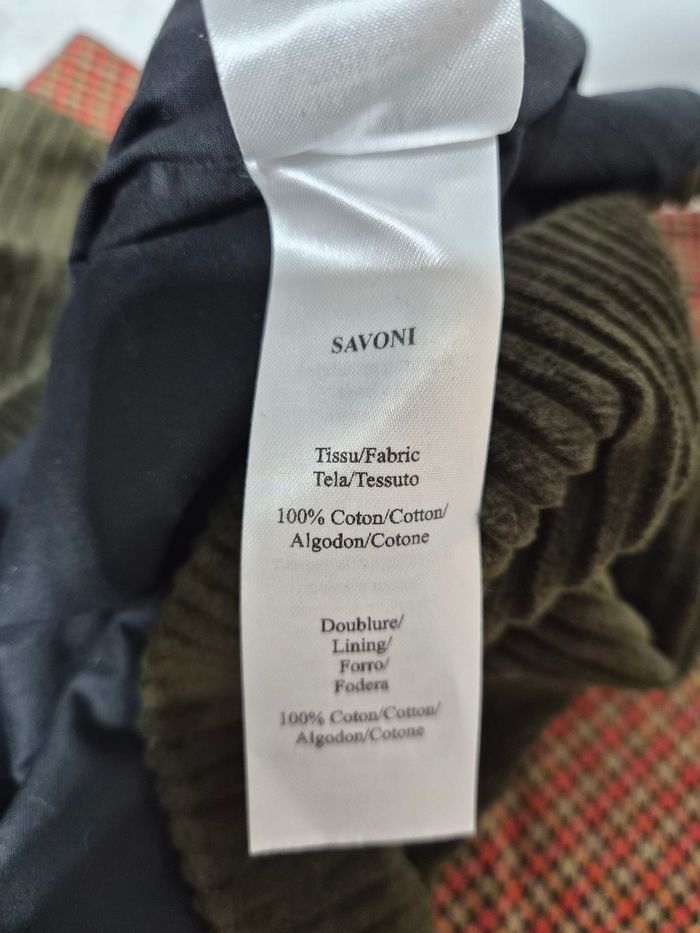 SAVONI
Tissu/Fabric
Tela/Tessuto
100% Coton/Cotton/
Algodon/Cotone
Doublure/
Lining/
Forro/
Fodera
100% Coton/Cotton/
Algodon/Cotone